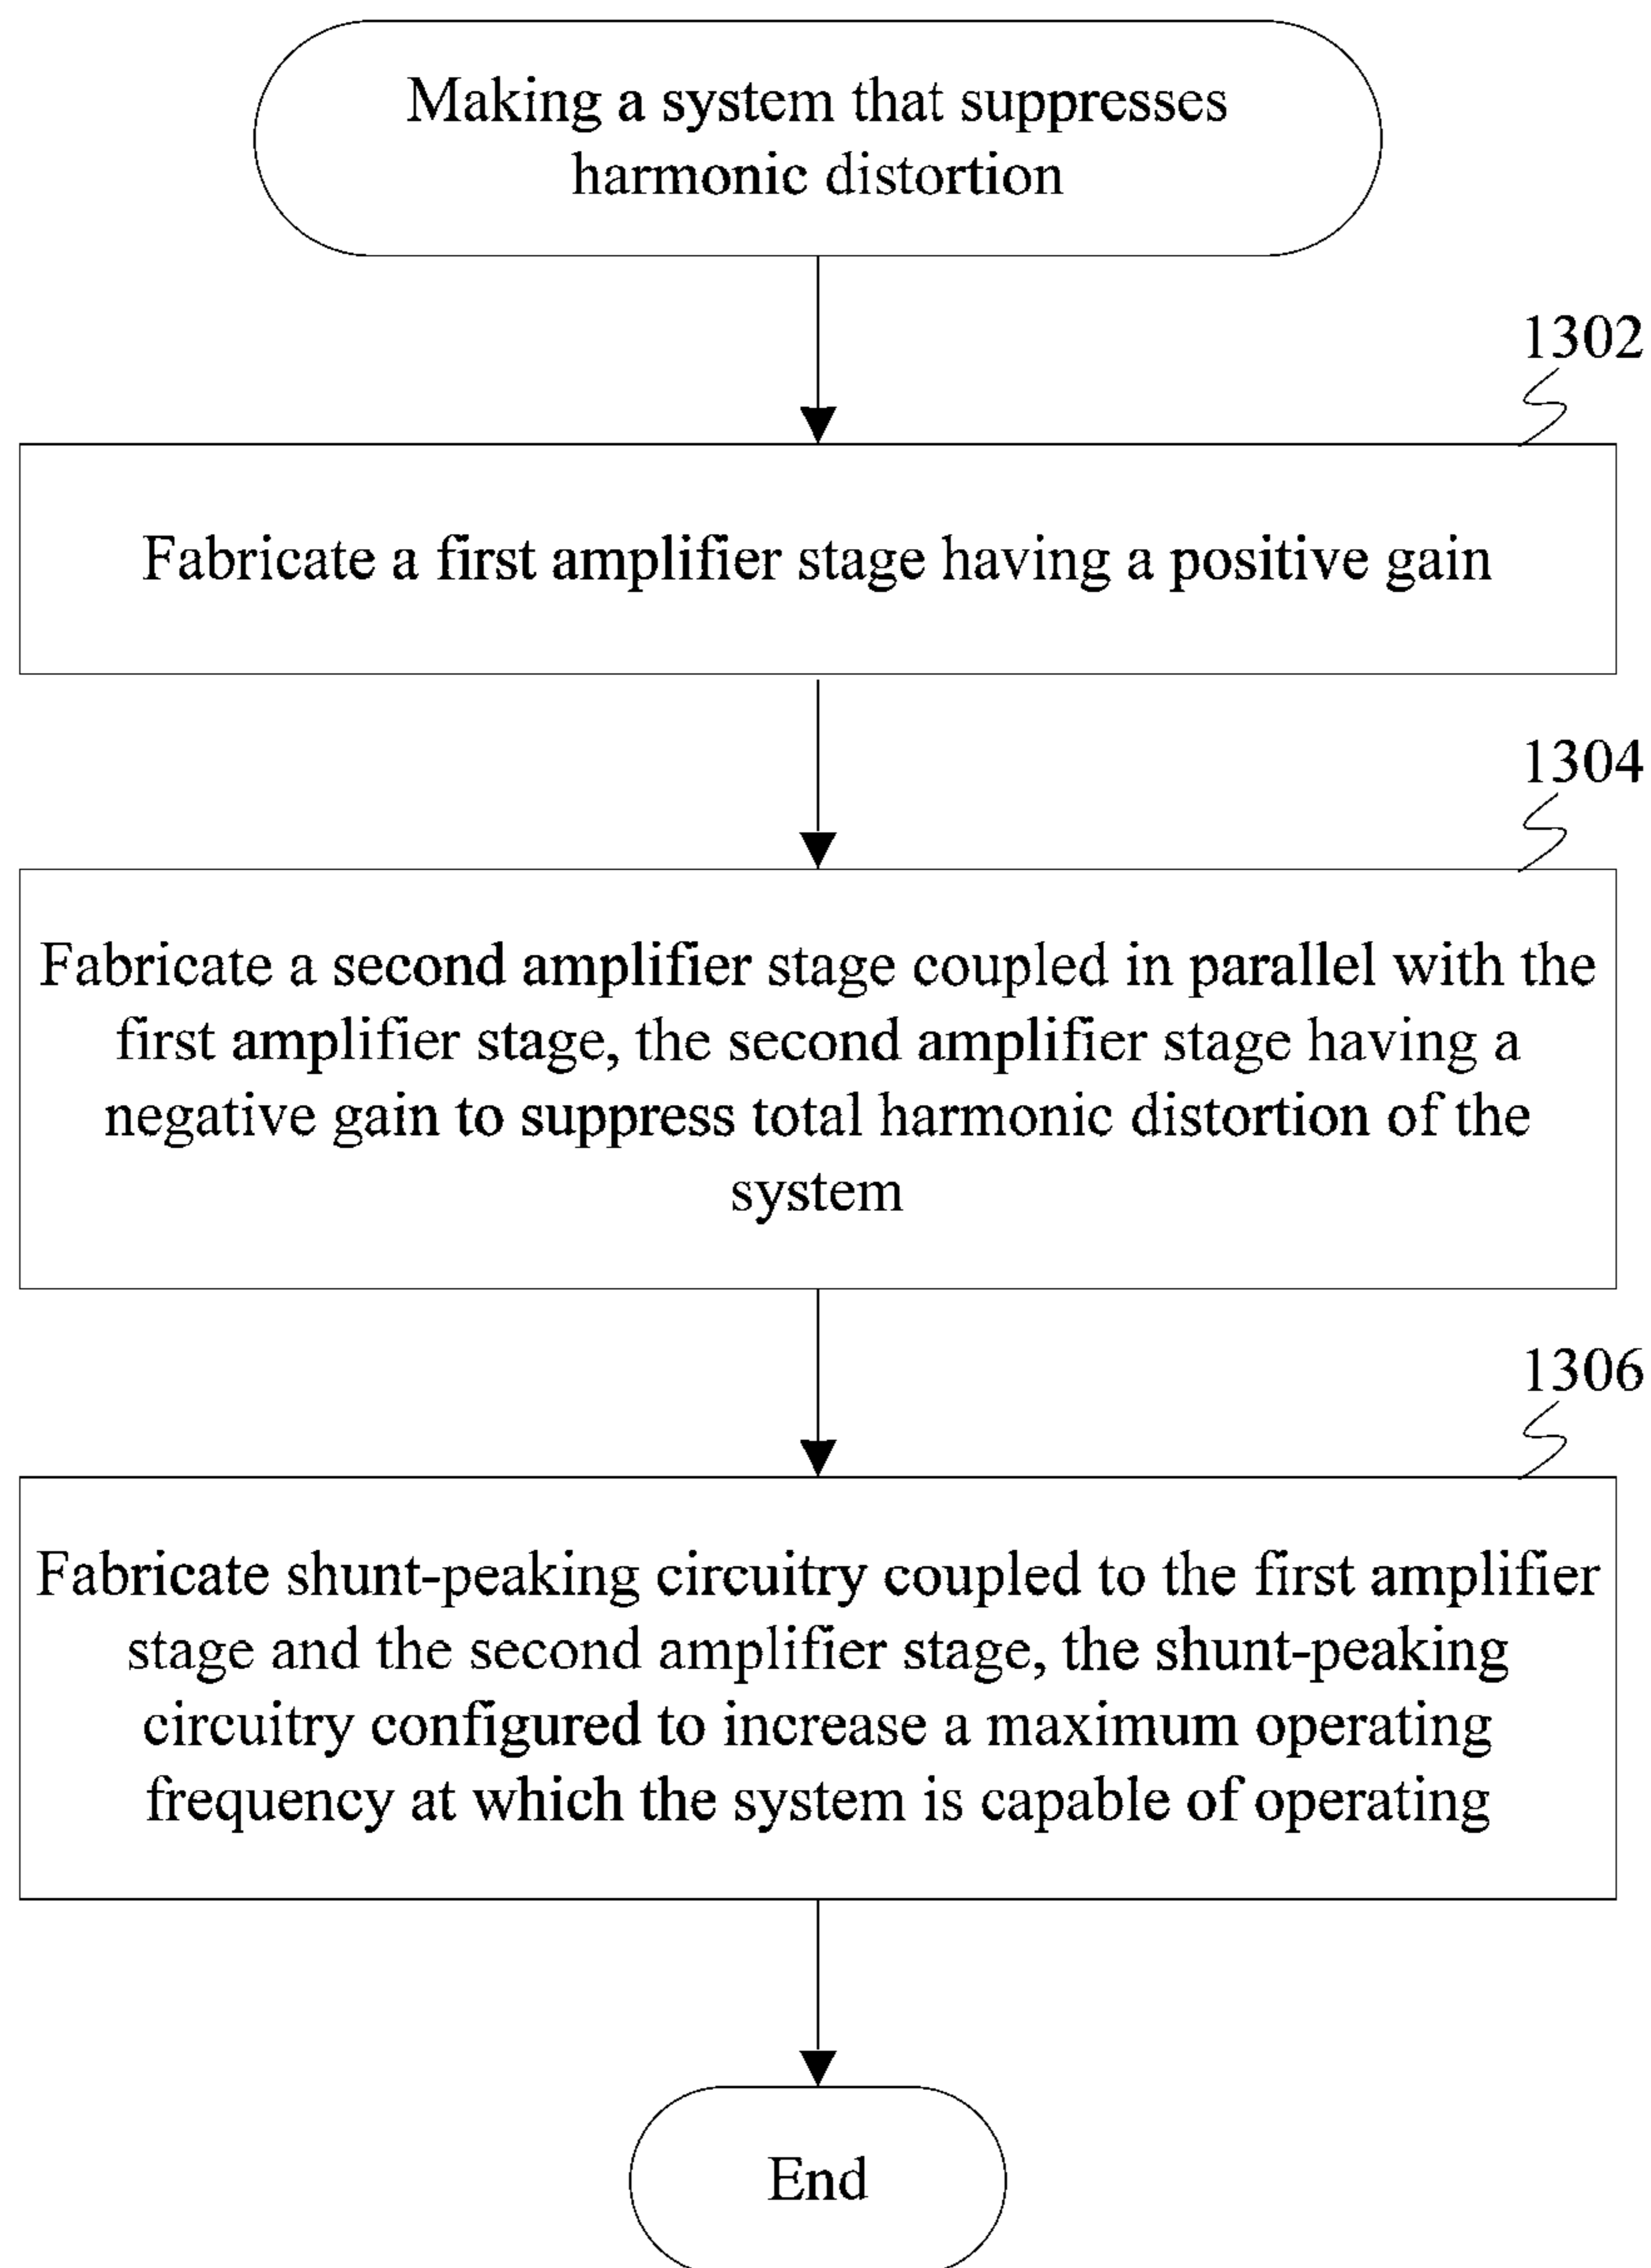 Making a system that suppresses
harmonic distortion
1302
Fabricate a first amplifier stage having a positive gain
1304
Fabricate a second amplifier stage coupled in parallel with the
first amplifier stage, the second amplifier stage having a
negative gain to suppress total harmonic distortion of the
system
1306
Fabricate shunt-peaking circuitry coupled to the first amplifier
stage and the second amplifier stage, the shunt-peaking
circuitry configured to increase a maximum operating
frequency at which the system is capable of operating
End